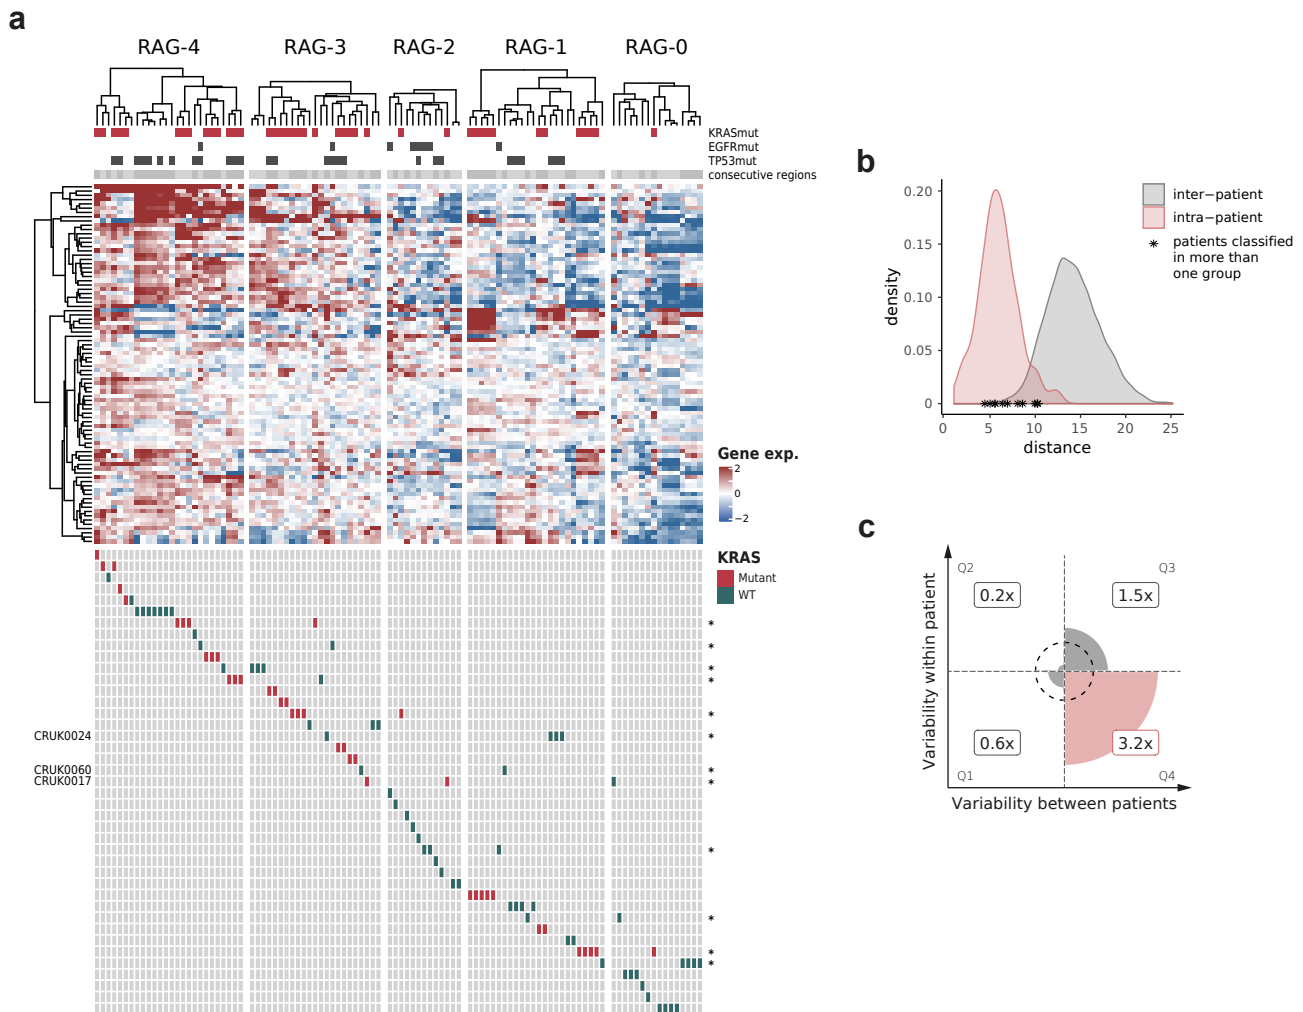 a
RAG-4
RAG-3
RAG-2
RAG-1
RAG-0
KRASmut
EGFRmut
TP53mut
consecutive regions
Gene exp.
2
0
−2
KRAS
Mutant
WT
*
*
*
*
*
CRUK0024
*
CRUK0060
*
CRUK0017
*
*
*
*
*
b
density
0.20
0.15
0.10
0.05
0
0
5
10
15
20
25
distance
inter−patient
intra−patient
* patients classified
in more than
one group
c
Variability within patient
Q2
Q3
0.2x
1.5x
0.6x
3.2x
Q1
Q4
Variability between patients